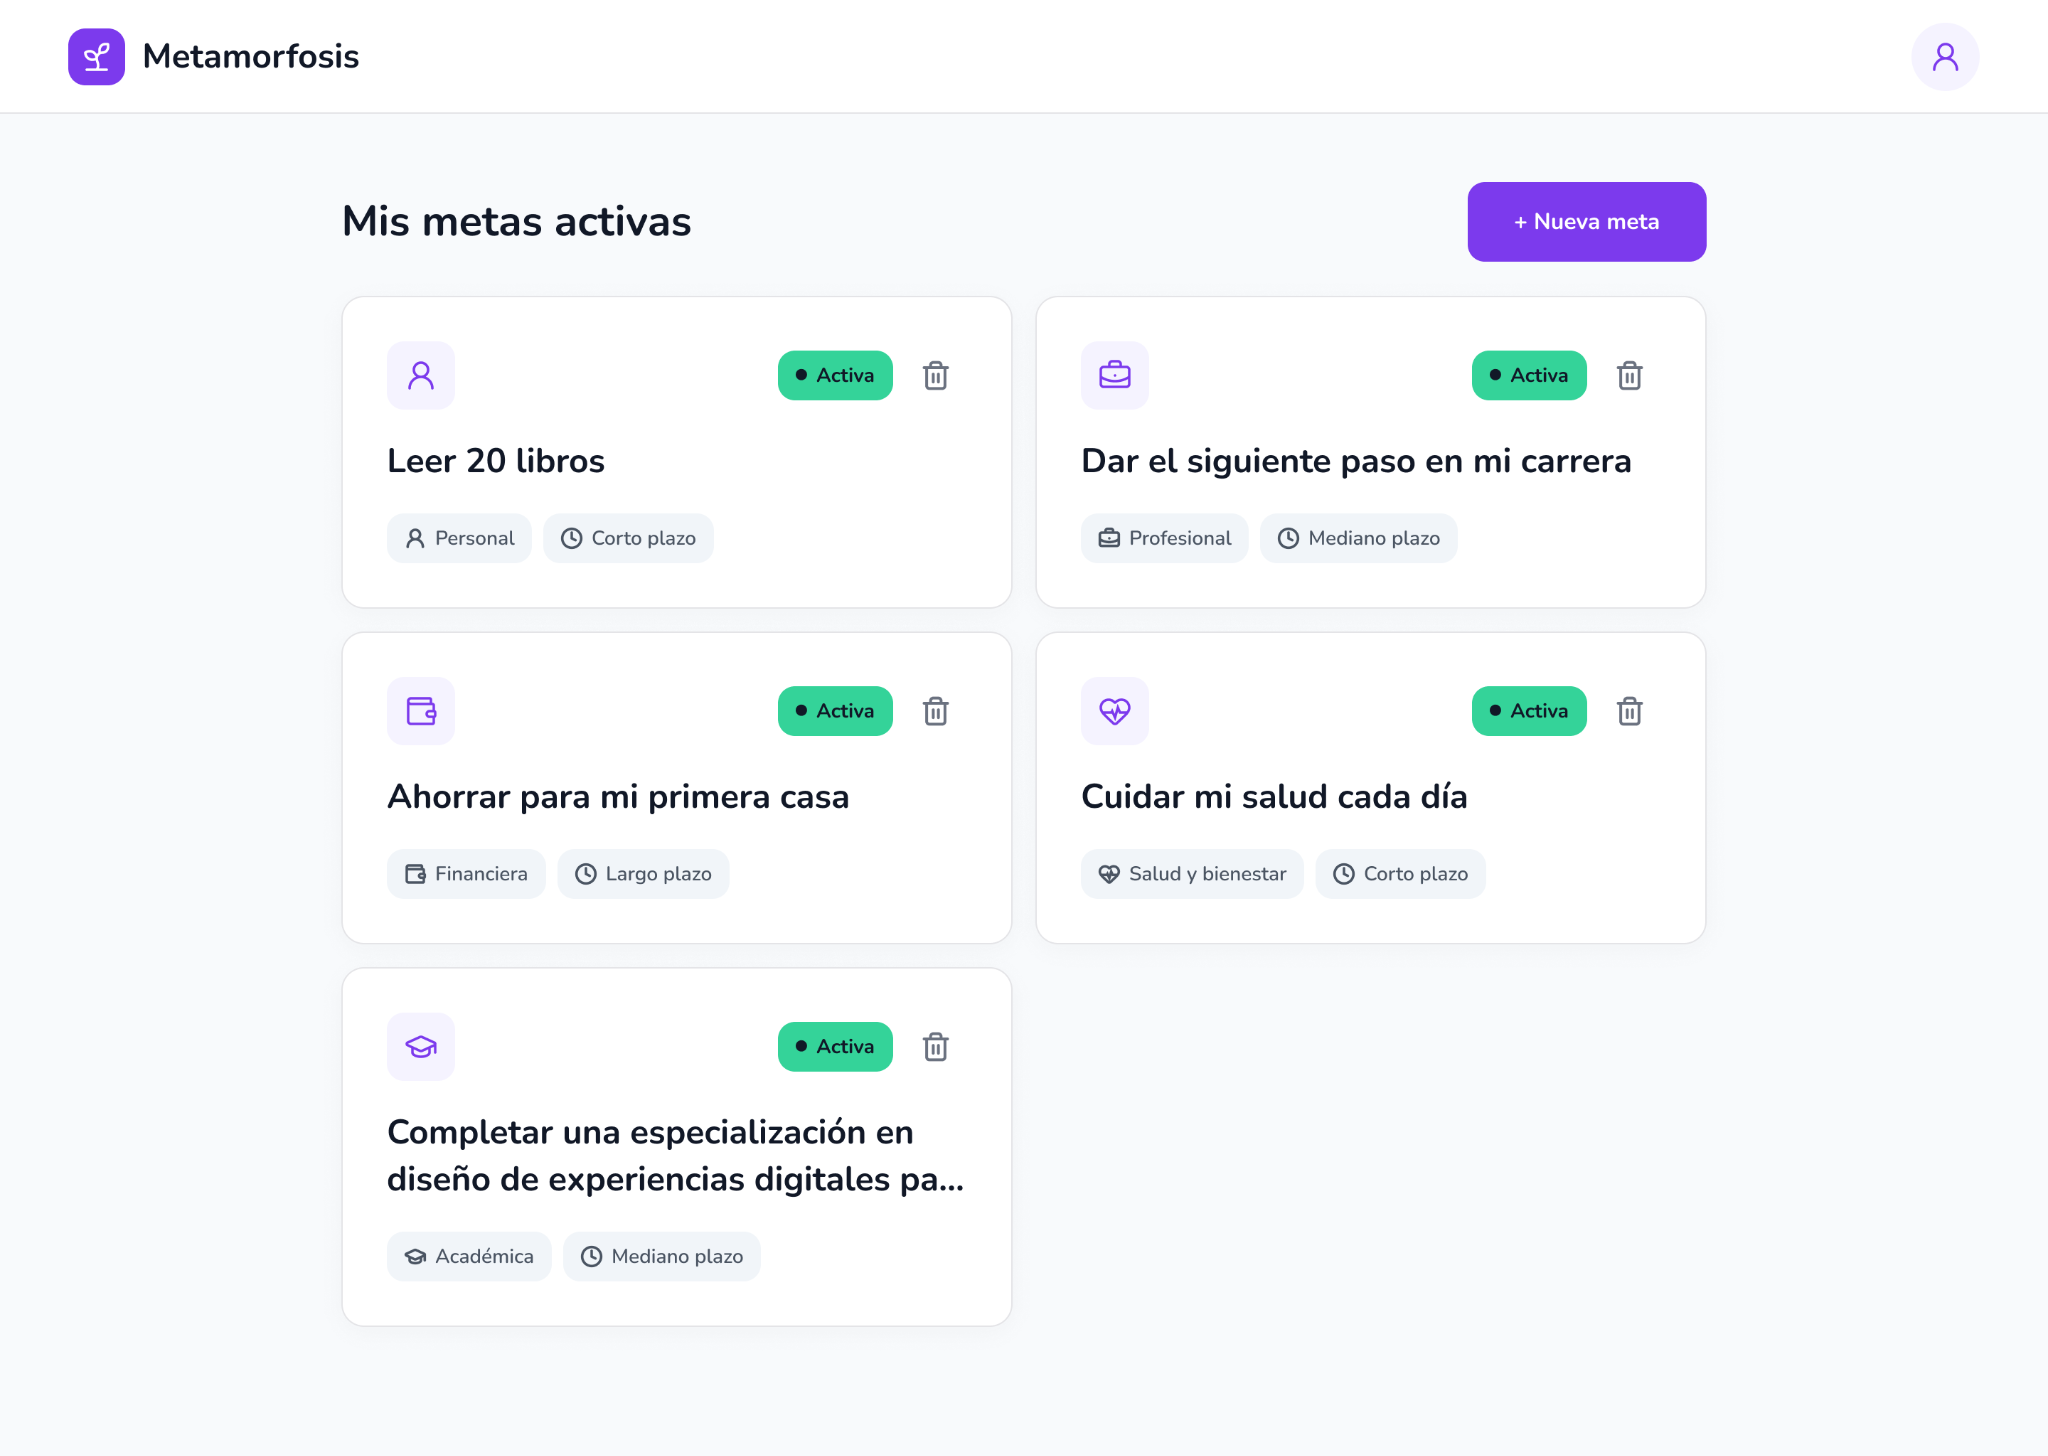 Metamorfosis
Mis metas activas
+ Nueva meta
Activa
Leer 20 libros
Personal
Corto plazo
Activa
Dar el siguiente paso en mi carrera
Profesional
Mediano plazo
Activa
Ahorrar para mi primera casa
Financiera
Largo plazo
Activa
Cuidar mi salud cada día
Salud y bienestar
Corto plazo
Activa
Completar una especialización en
diseño de experiencias digitales pa...
Académica
Mediano plazo